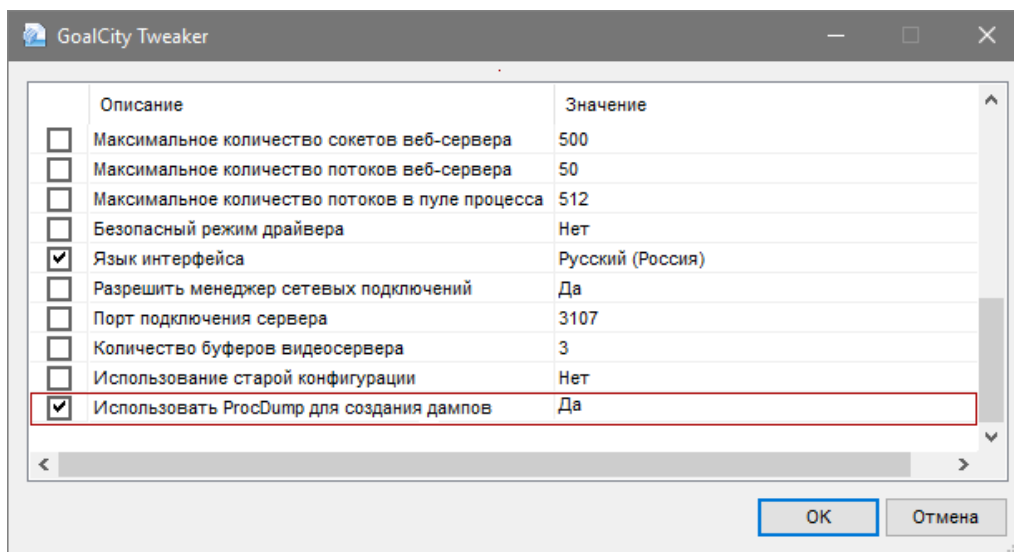 GoalCity Tweaker
Описание Значение
Максимальное количество сокетов веб-сервера 500
Максимальное количество потоков веб-сервера 50
Максимальное количество потоков в пуле процесса 512
Безопасный режим драйвера Нет
Язык интерфейса Русский (Россия)
Разрешить менеджер сетевых подключений Да
Порт подключения сервера 3107
Количество буферов видеосервера 3
Использование старой конфигурации Нет
Использовать ProcDump для создания дампов Да
OK Отмена